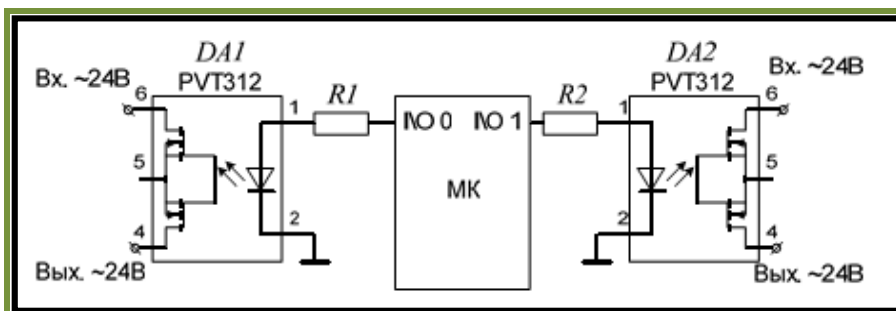 DA1
DA2
PVT312
PVT312
Вх. ~24В
Вх. ~24В
6
1
R1
I\O 0
I\O 1
R2
1
6
5
МК
5
4
2
2
4
Вых. ~24В
Вых. ~24В